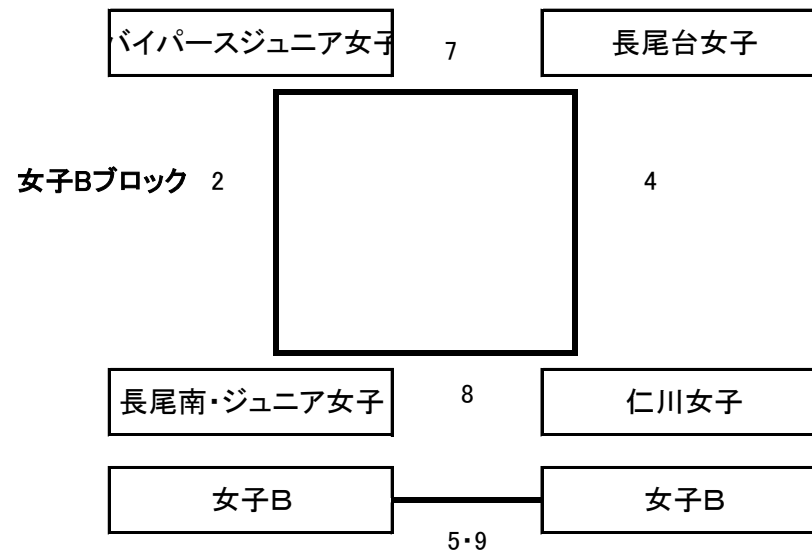 バイパースジュニア女子 7 長尾台女子
女子Bブロック 2 4
長尾南・ジュニア女子 8 仁川女子
女子B 女子B
5・9